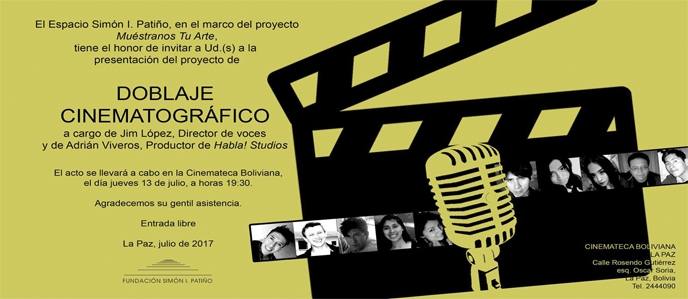 El Espacio Simón I. Patiño, en el marco del proyecto
Muéstranos Tu Arte,
tiene el honor de invitar a Ud.(s) a la
presentación del proyecto de
DOBLAJE
CINEMATOGRÁFICO
a cargo de Jim López, Director de voces
y de Adrián Viveros, Productor de Habla! Studios
El acto se llevará a cabo en la Cinemateca Boliviana,
el día jueves 13 de julio, a horas 19:30.
Agradecemos su gentil asistencia.
Entrada libre
La Paz, julio de 2017
FUNDACIÓN SIMÓN I. PATIÑO
CINEMATECA BOLIVIANA
LA PAZ
Calle Rosendo Gutiérrez
esq. Oscar Soria,
La Paz, Bolivia
Tel. 2444090